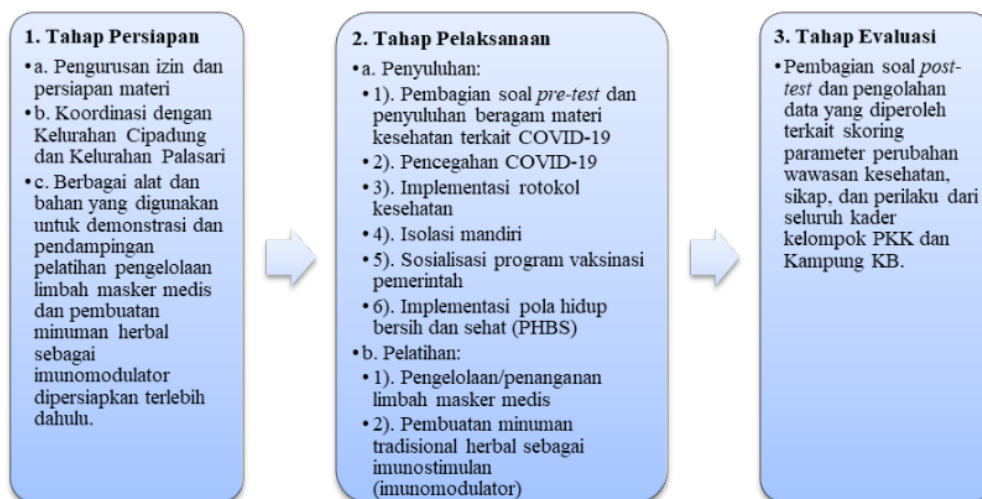 1. Tahap Persiapan
•a. Pengurusan izin dan
persiapan materi
•b. Koordinasi dengan
Kelurahan Cipadung
dan Kelurahan Palasari
•c. Berbagai alat dan
bahan yang digunakan
untuk demonstrasi dan
pendampingan
pelatihan pengelolaan
limbah masker medis
dan pembuatan
minuman herbal
sebagai
imunomodulator
dipersiapkan terlebih
dahulu.
2. Tahap Pelaksanaan
•a. Penyuluhan:
•1). Pembagian soal pre-test dan
penyuluhan beragam materi
kesehatan terkait COVID-19
•2). Pencegahan COVID-19
•3). Implementasi rotokol
kesehatan
•4). Isolasi mandiri
•5). Sosialisasi program vaksinasi
pemerintah
•6). Implementasi pola hidup
bersih dan sehat (PHBS)
•b. Pelatihan:
•1). Pengelolaan/penanganan
limbah masker medis
•2). Pembuatan minuman
tradisional herbal sebagai
imunostimulan
(imunomodulator)
3. Tahap Evaluasi
•Pembagian soal post-
test dan pengolahan
data yang diperoleh
terkait skoring
parameter perubahan
wawasan kesehatan,
sikap, dan perilaku dari
seluruh kader
kelompok PKK dan
Kampung KB.